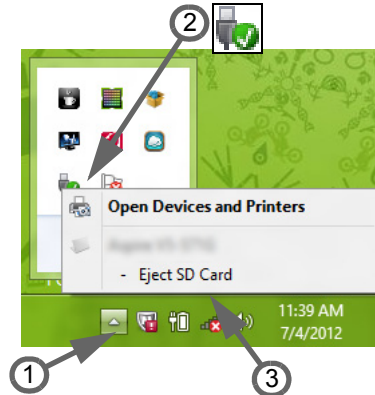 2
Open Devices and Printers
- Eject SD Card
11:39 AM
7/4/2012
1
3